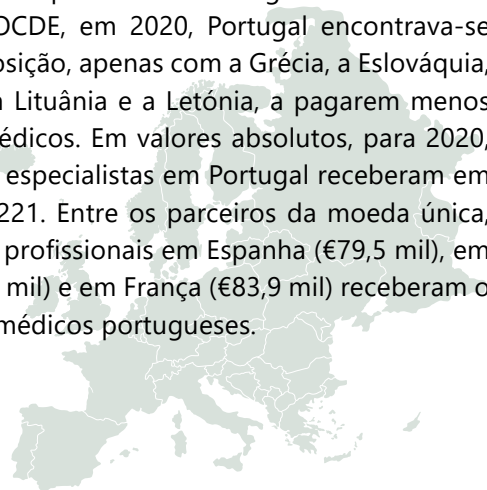 OCDE, em 2020, Portugal encontrava-se
osição, apenas com a Grécia, a Eslováquia,
a Lituânia e a Letónia, a pagarem menos
édicos. Em valores absolutos, para 2020,
especialistas em Portugal receberam em
221. Entre os parceiros da moeda única,
profissionais em Espanha (€79,5 mil), em
mil) e em França (€83,9 mil) receberam o
médicos portugueses.